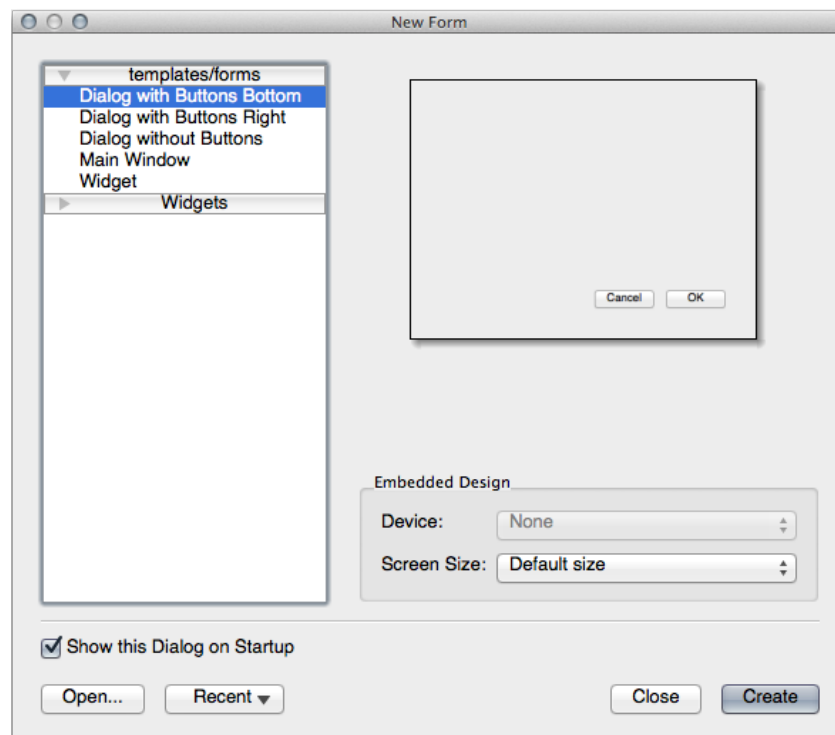 New Form
templates/forms
Dialog with Buttons Bottom
Dialog with Buttons Right
Dialog without Buttons
Main Window
Widget
Widgets
Cancel OK
Embedded Design
Device: None
Screen Size: Default size
Show this Dialog on Startup
Open... Recent Close Create